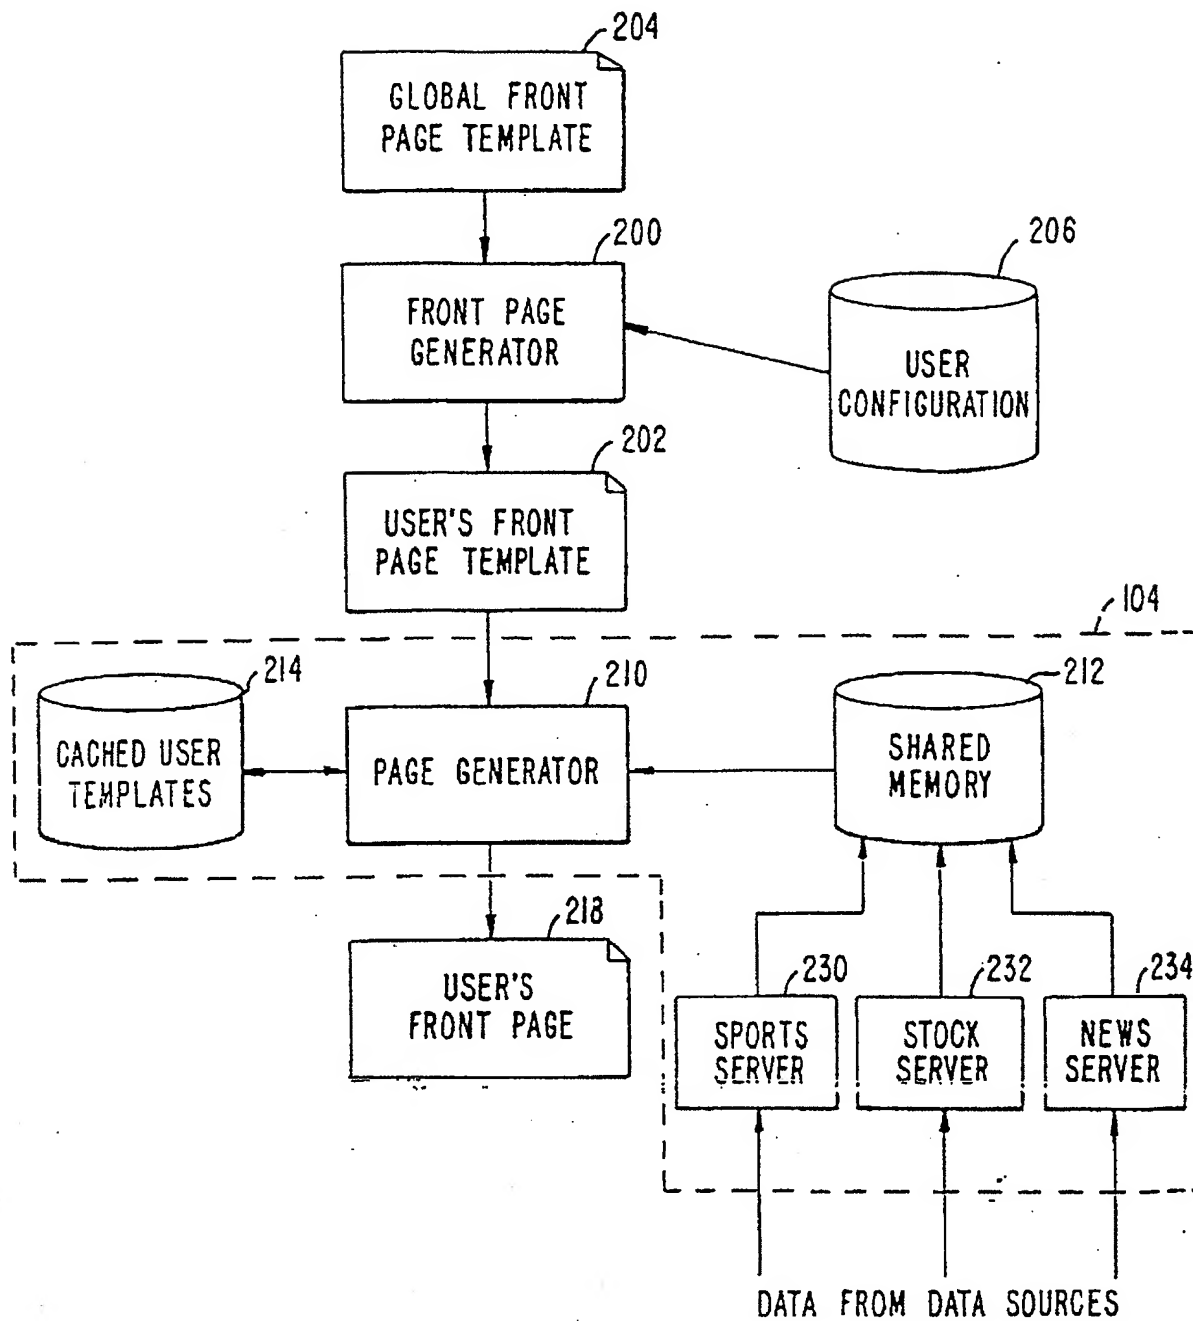 204
GLOBAL FRONT
PAGE TEMPLATE
200
FRONT PAGE
GENERATOR
206
USER
CONFIGURATION
202
USER'S FRONT
PAGE TEMPLATE
104
214
CACHED USER
TEMPLATES
210
PAGE GENERATOR
212
SHARED
MEMORY
218
USER'S
FRONT PAGE
230
SPORTS
SERVER
232
STOCK
SERVER
234
NEWS
SERVER
DATA FROM DATA SOURCES